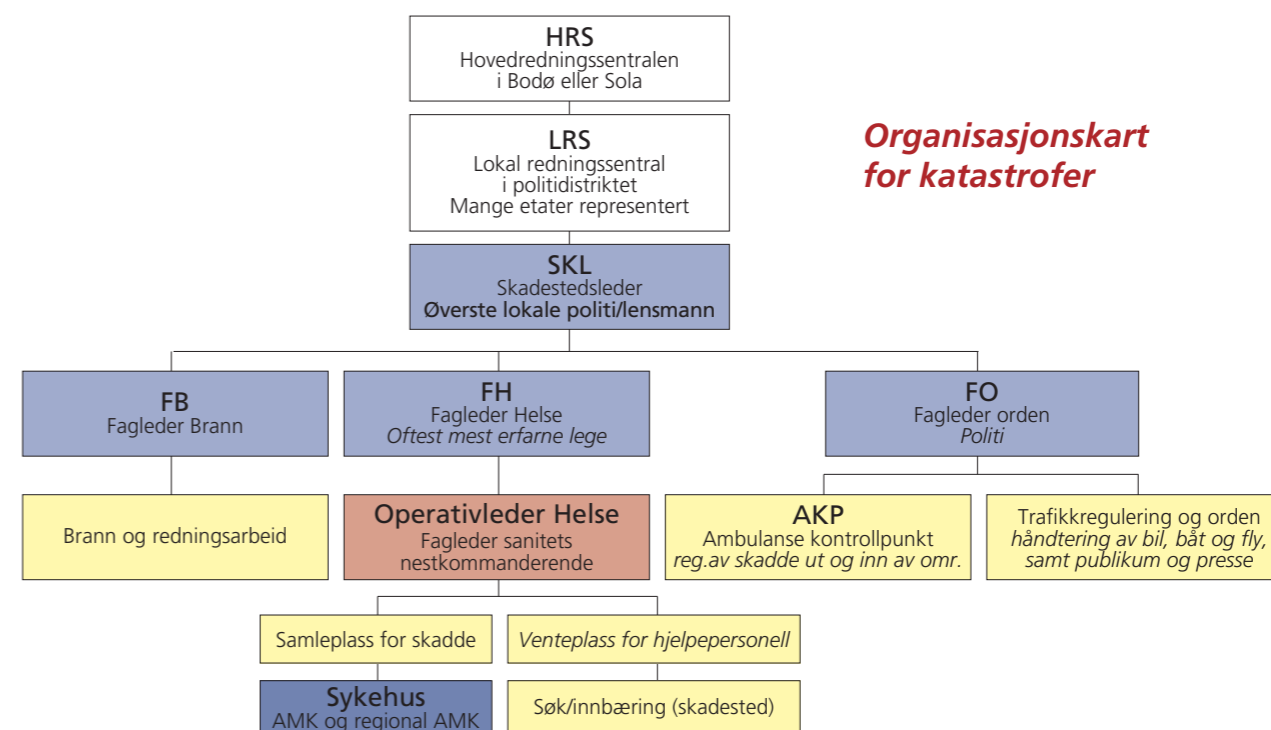 HRS
Hovedredningssentralen
i Bodø eller Sola
Organisasjonskart
for katastrofer
LRS
Lokal redningssentral
i politidistriktet
Mange etater representert
SKL
Skadestedsleder
Øverste lokale politi/lensmann
FB
Fagleder Brann
FH
Fagleder Helse
Oftest mest erfarne lege
FO
Fagleder orden
Politi
Brann og redningsarbeid
Operativleder Helse
Fagleder sanitets
nestkommanderende
AKP
Ambulanse kontrollpunkt
reg.av skadde ut og inn av omr.
Trafikkregulering og orden
håndtering av bil, båt og fly,
samt publikum og presse
Samleplass for skadde
Venteplass for hjelpepersonell
Sykehus
AMK og regional AMK
Søk/innbæring (skadested)